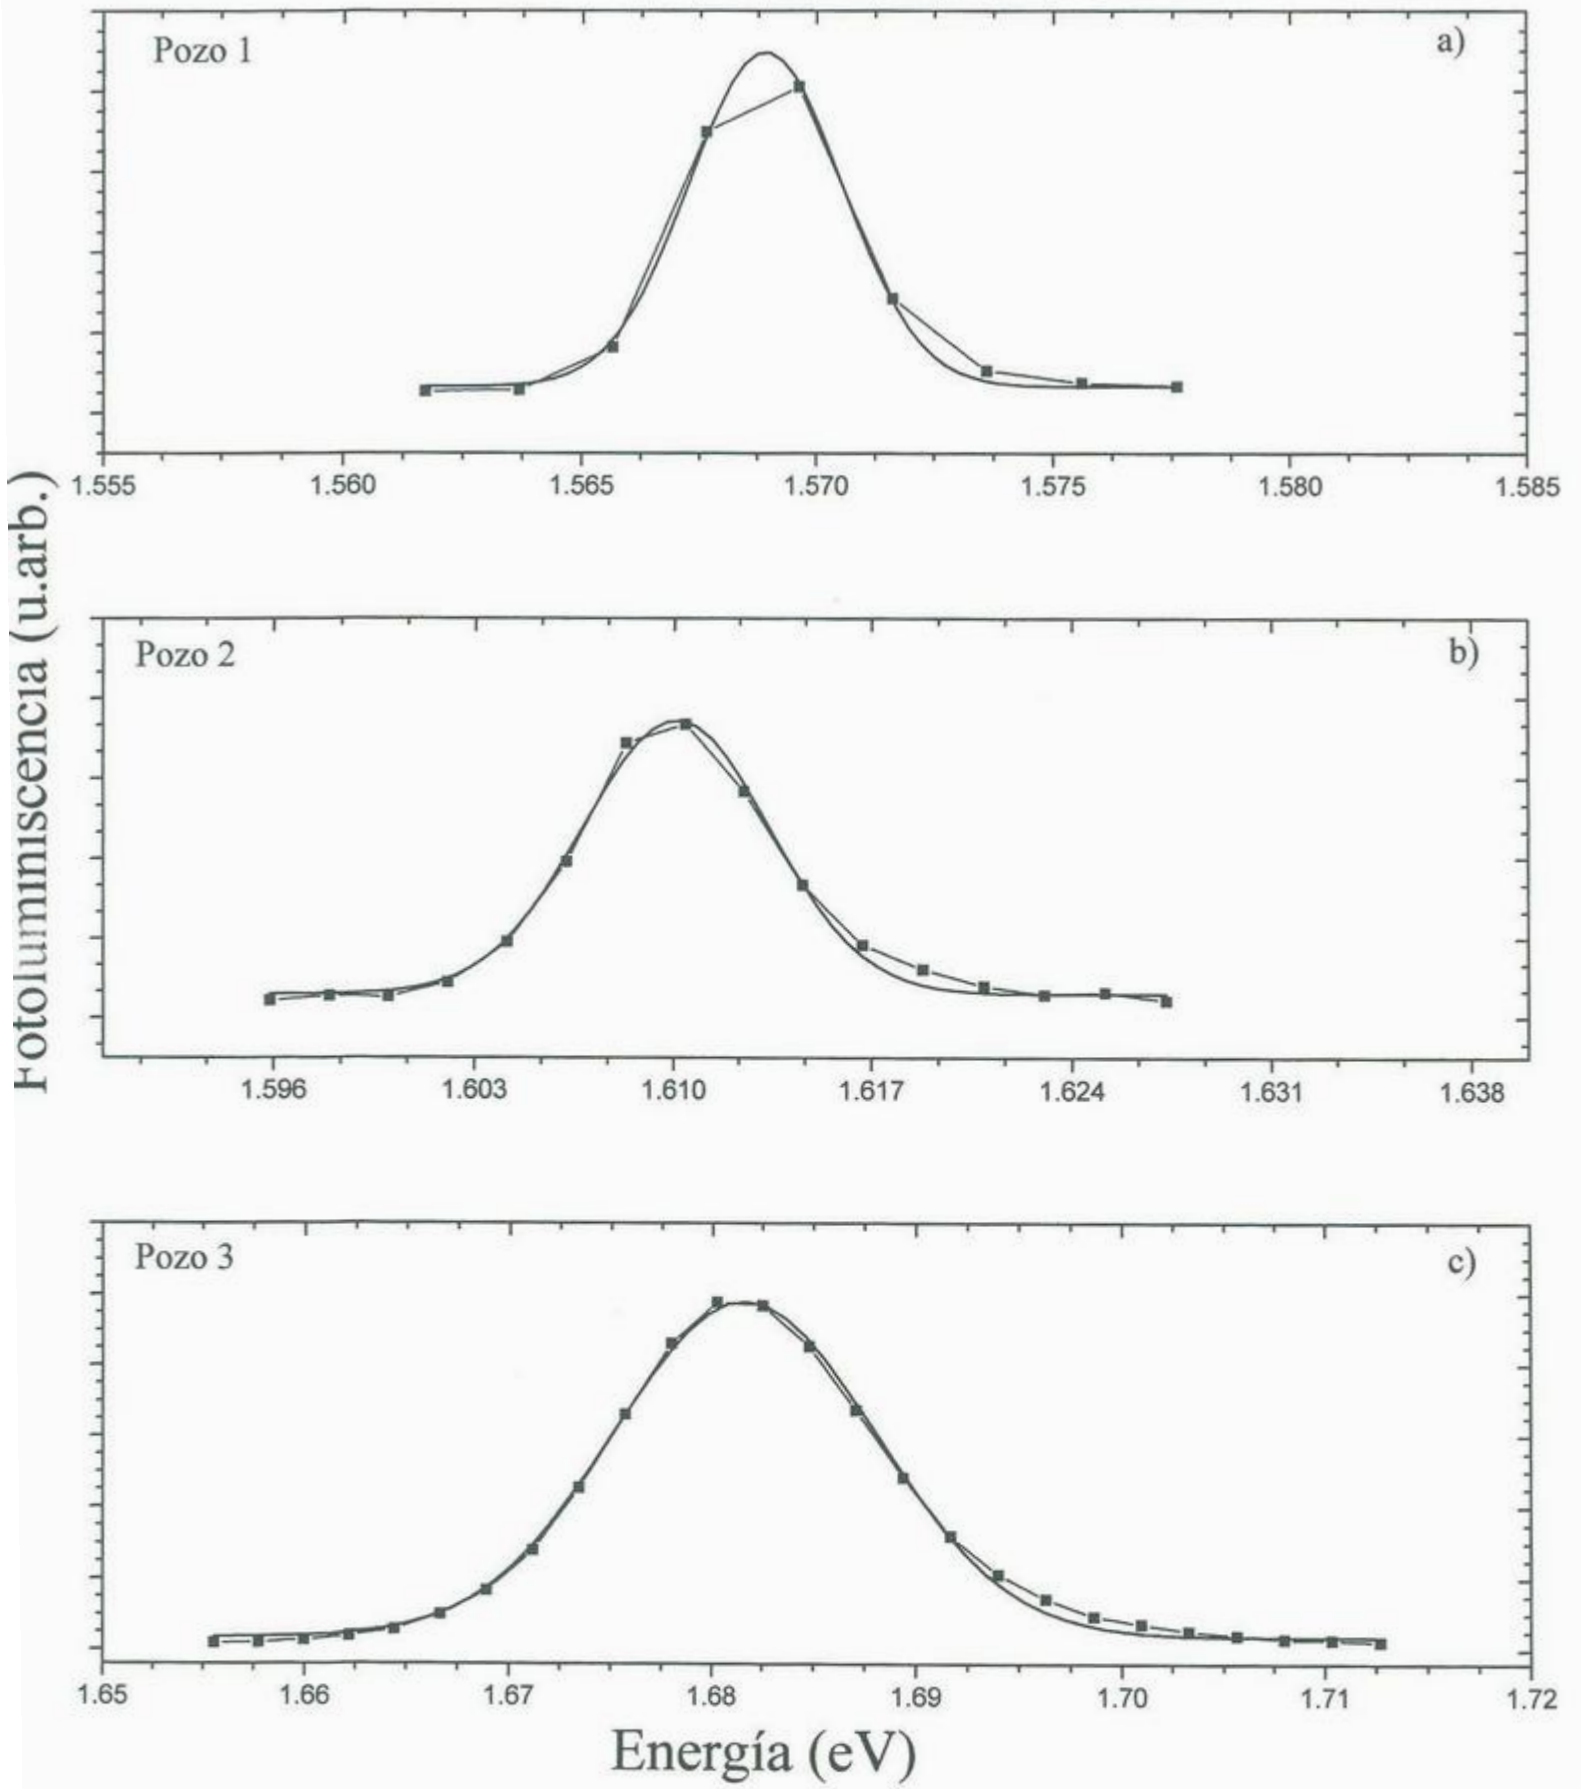 Pozo 1
a)
1.555 1.560 1.565 1.570 1.575 1.580 1.585
Fotoluminiscencia (u.arb.)
Pozo 2
b)
1.596 1.603 1.610 1.617 1.624 1.631 1.638
Pozo 3
c)
1.65 1.66 1.67 1.68 1.69 1.70 1.71 1.72
Energía (eV)